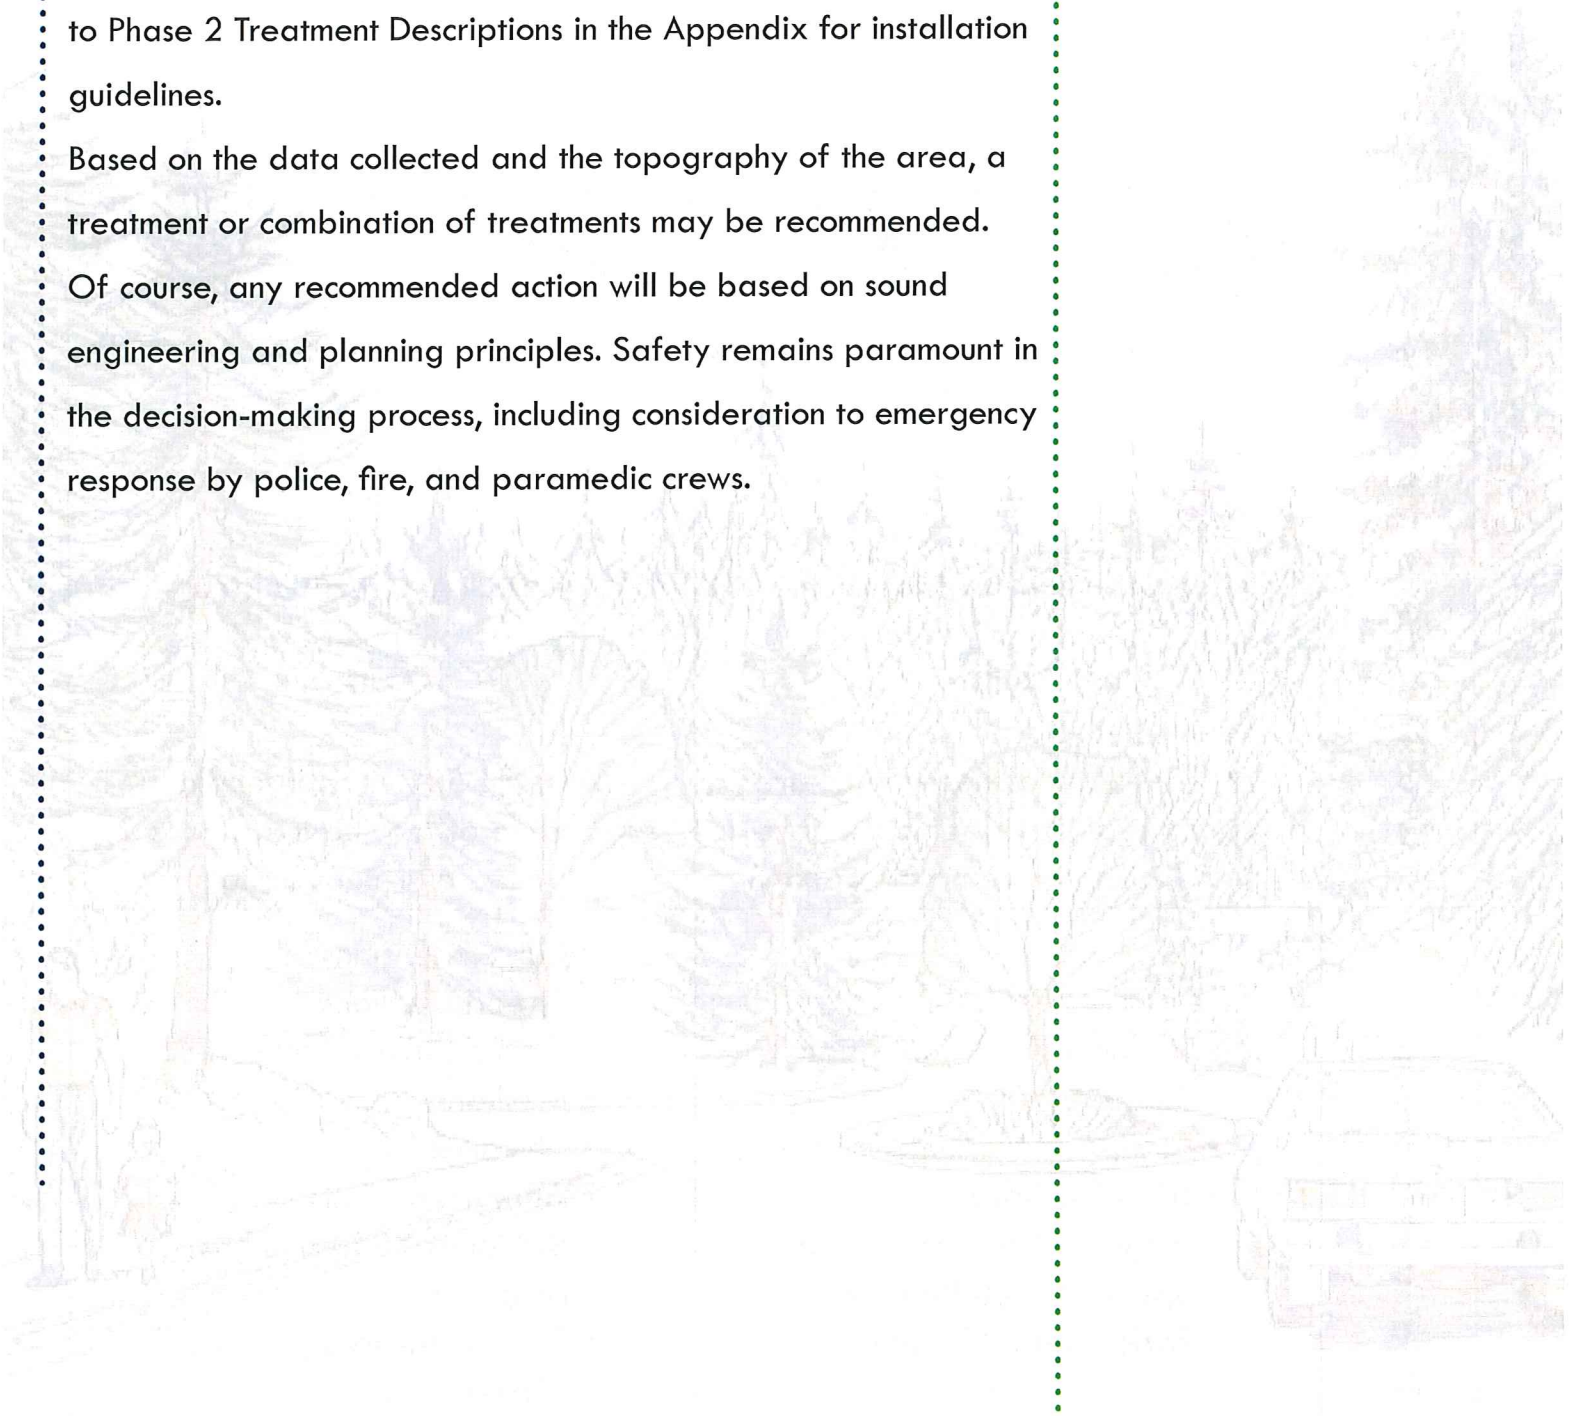 to Phase 2 Treatment Descriptions in the Appendix for installation
guidelines.
Based on the data collected and the topography of the area, a
treatment or combination of treatments may be recommended.
Of course, any recommended action will be based on sound
engineering and planning principles. Safety remains paramount in
the decision-making process, including consideration to emergency
response by police, fire, and paramedic crews.